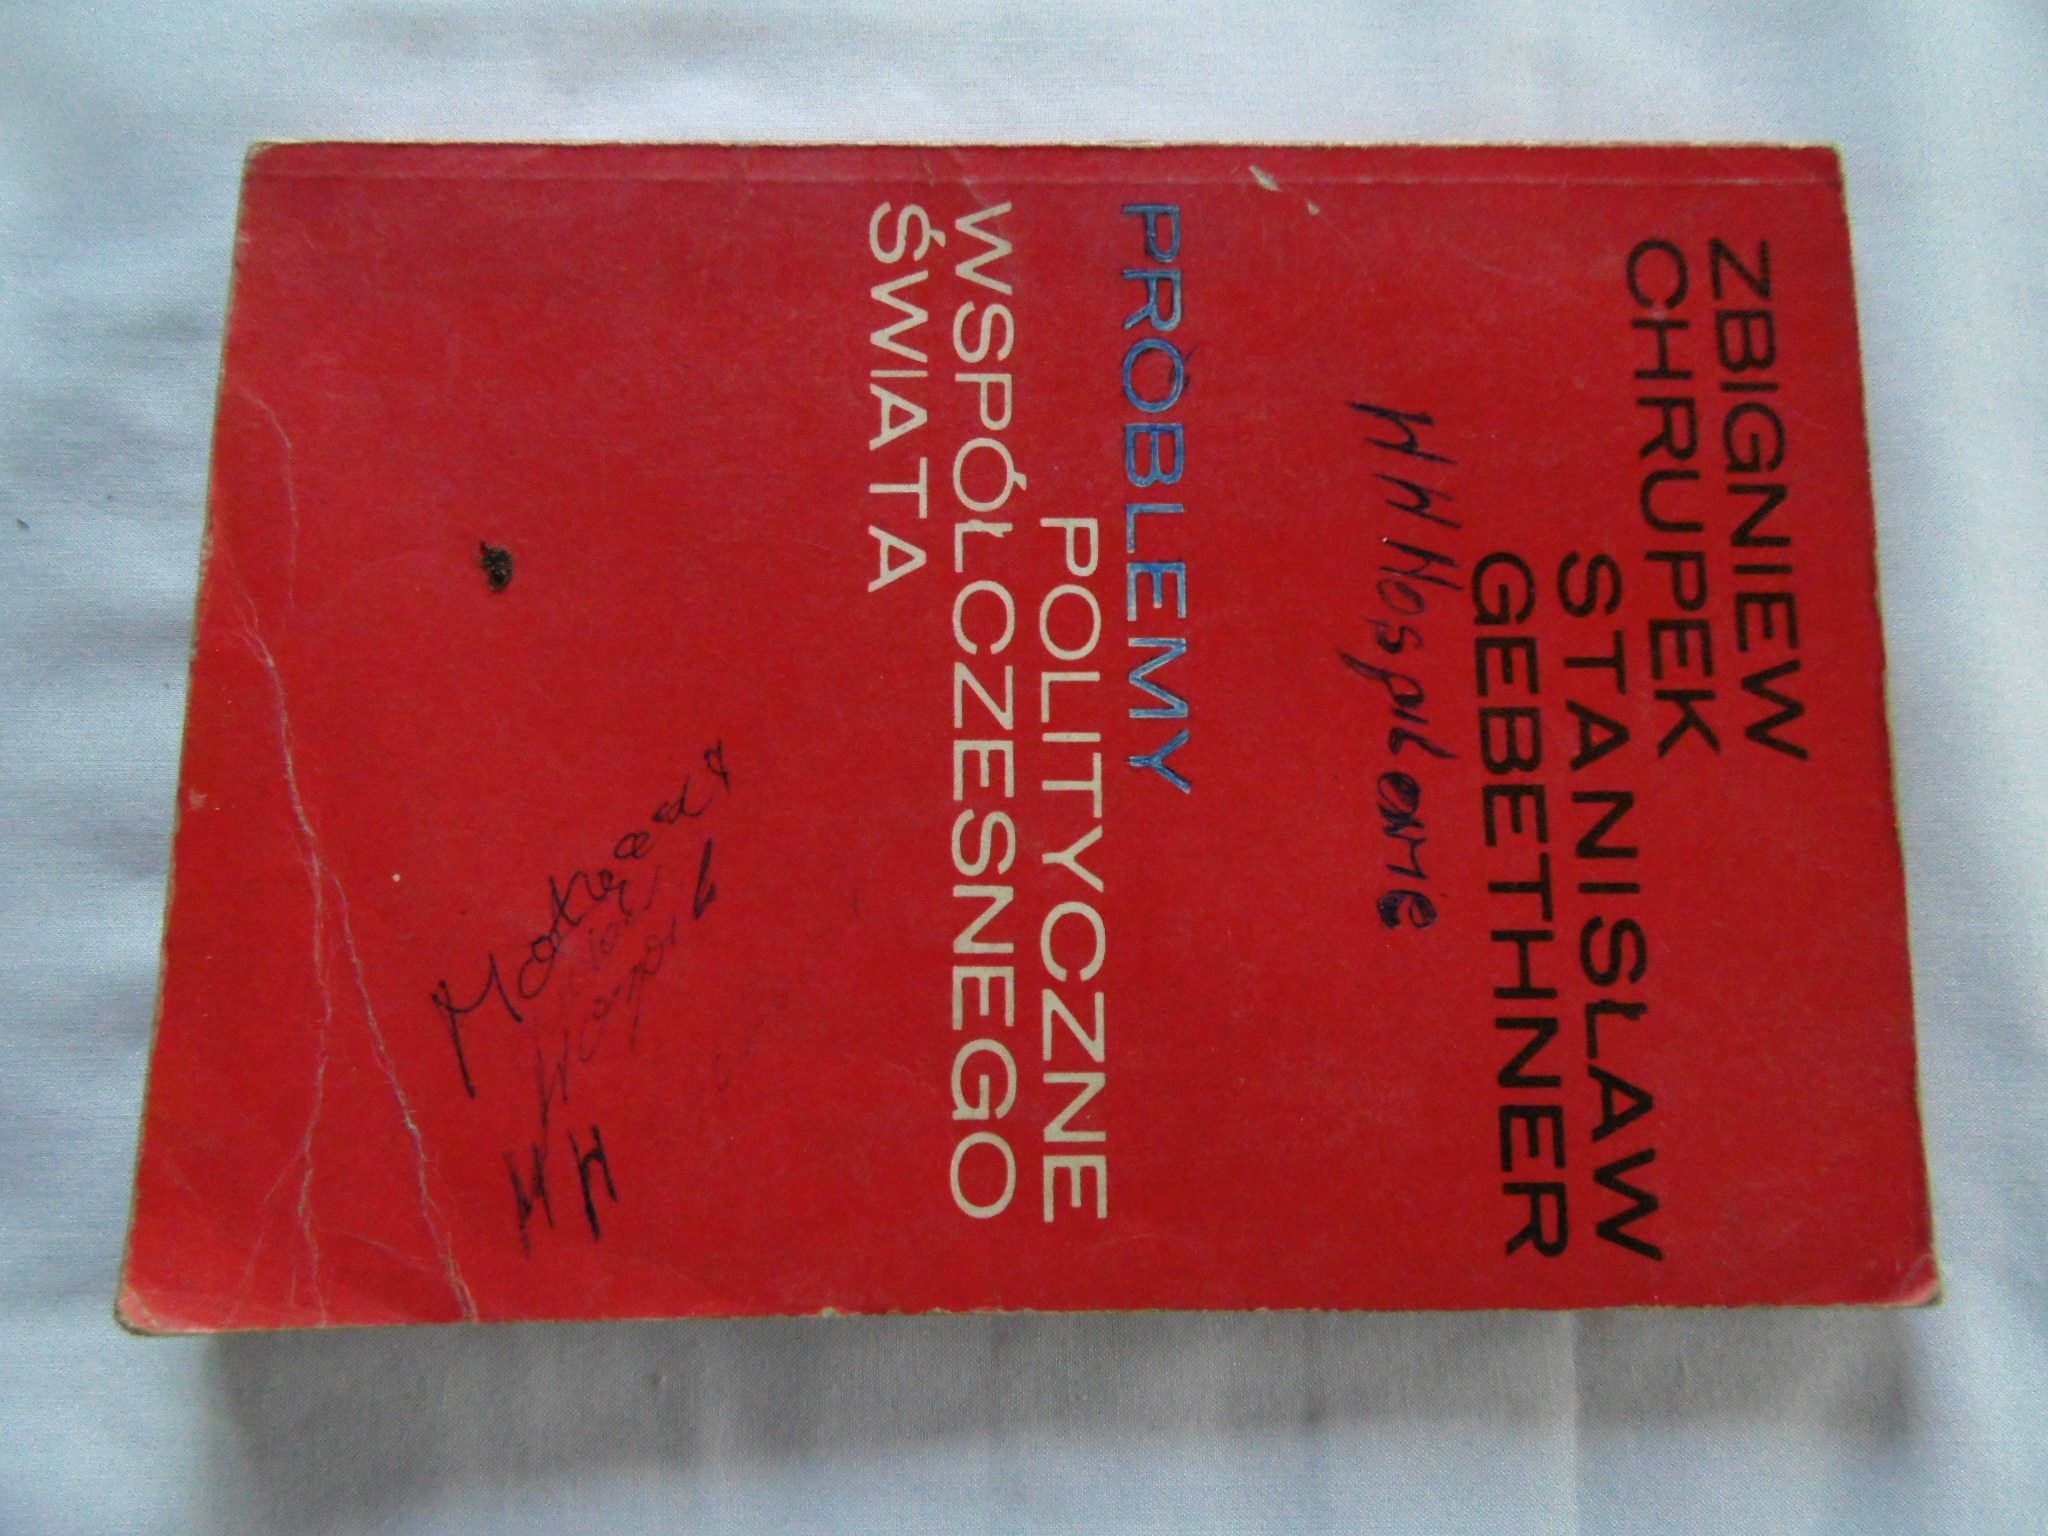 ZBIGNIEW
CHRUPEK
STANISŁAW
GEBETHNER
PROBLEMY
POLITYCZNE
WSPÓŁCZESNEGO
ŚWIATA
H H